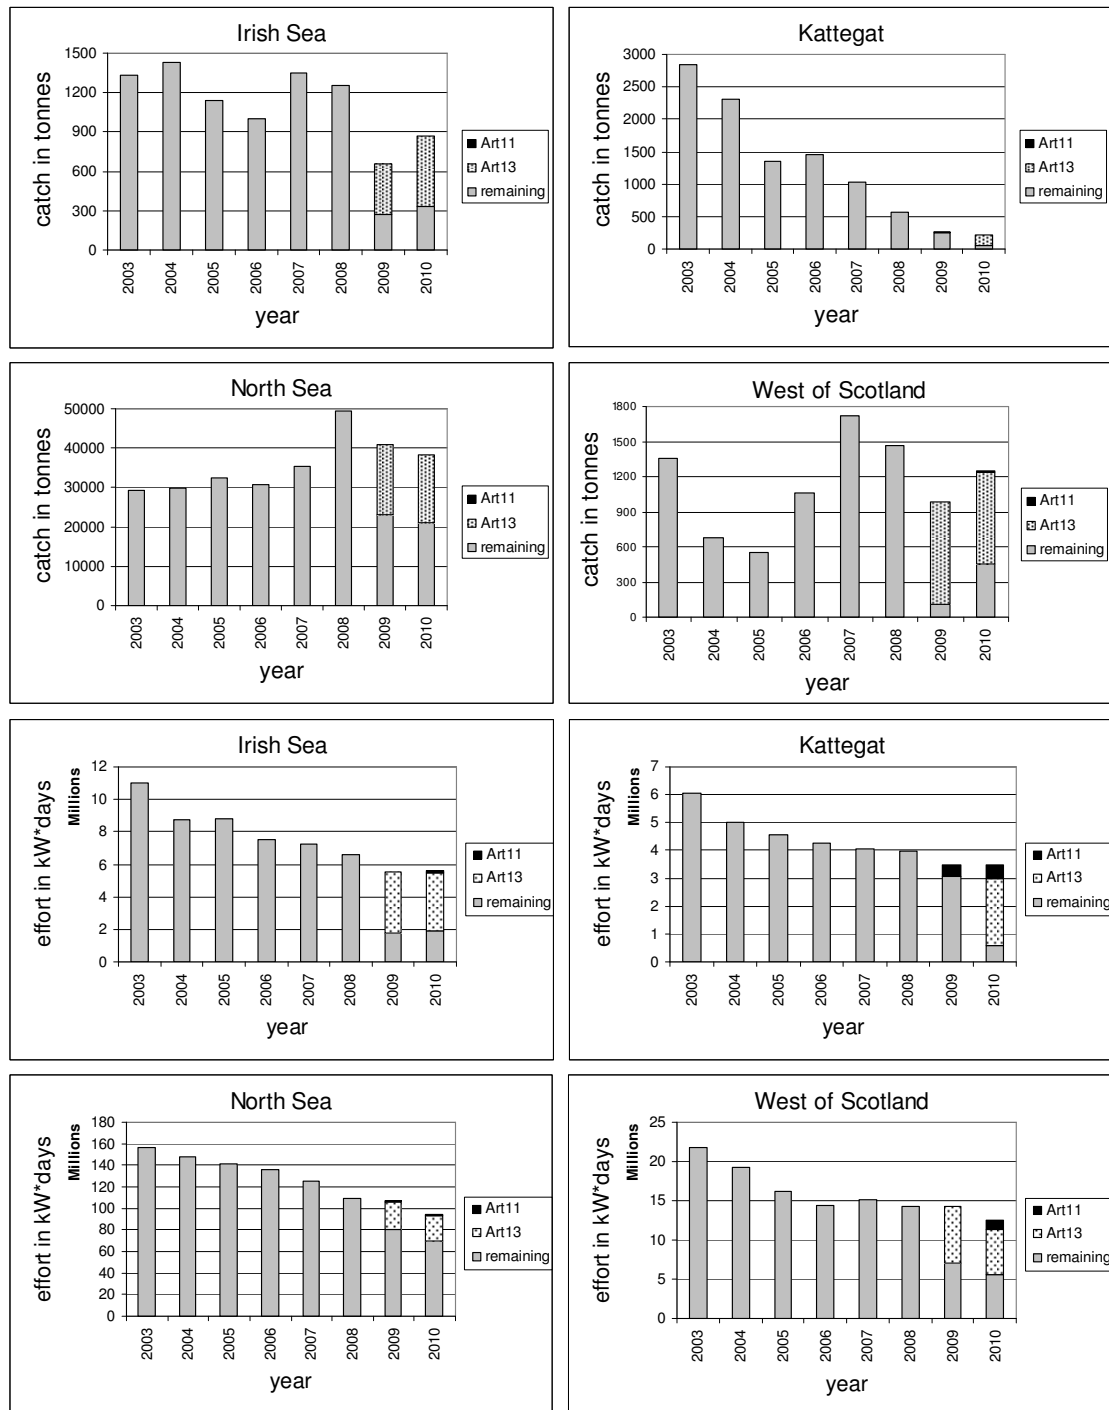 Irish Sea
catch in tonnes
1500
1200
900
600
300
0
2003 2004 2005 2006 2007 2008 2009 2010
year
Art11
Art13
remaining
Kattegat
catch in tonnes
3000
2500
2000
1500
1000
500
0
2003 2004 2005 2006 2007 2008 2009 2010
year
Art11
Art13
remaining
North Sea
catch in tonnes
50000
40000
30000
20000
10000
0
2003 2004 2005 2006 2007 2008 2009 2010
year
Art11
Art13
remaining
West of Scotland
catch in tonnes
1800
1500
1200
900
600
300
0
2003 2004 2005 2006 2007 2008 2009 2010
year
Art11
Art13
remaining
Irish Sea
effort in kW*days
Millions
12
10
8
6
4
2
0
2003 2004 2005 2006 2007 2008 2009 2010
year
Art11
Art13
remaining
Kattegat
effort in kW*days
Millions
7
6
5
4
3
2
1
0
2003 2004 2005 2006 2007 2008 2009 2010
year
Art11
Art13
remaining
North Sea
effort in kW*days
Millions
180
160
140
120
100
80
60
40
20
0
2003 2004 2005 2006 2007 2008 2009 2010
year
Art11
Art13
remaining
West of Scotland
effort in kW*days
Millions
25
20
15
10
5
0
2003 2004 2005 2006 2007 2008 2009 2010
year
Art11
Art13
remaining